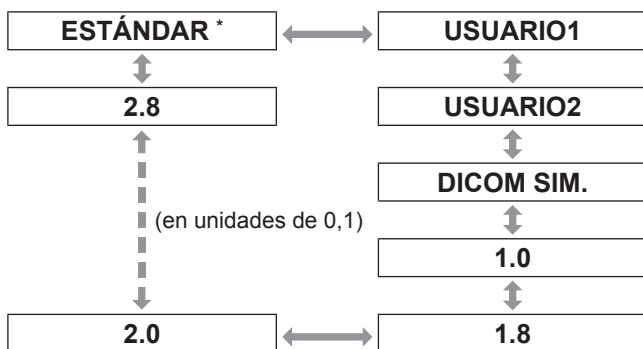 ESTÁNDAR * USUARIO1
2.8 USUARIO2
DICOM SIM.
(en unidades de 0,1)
1.0
2.0 1.8